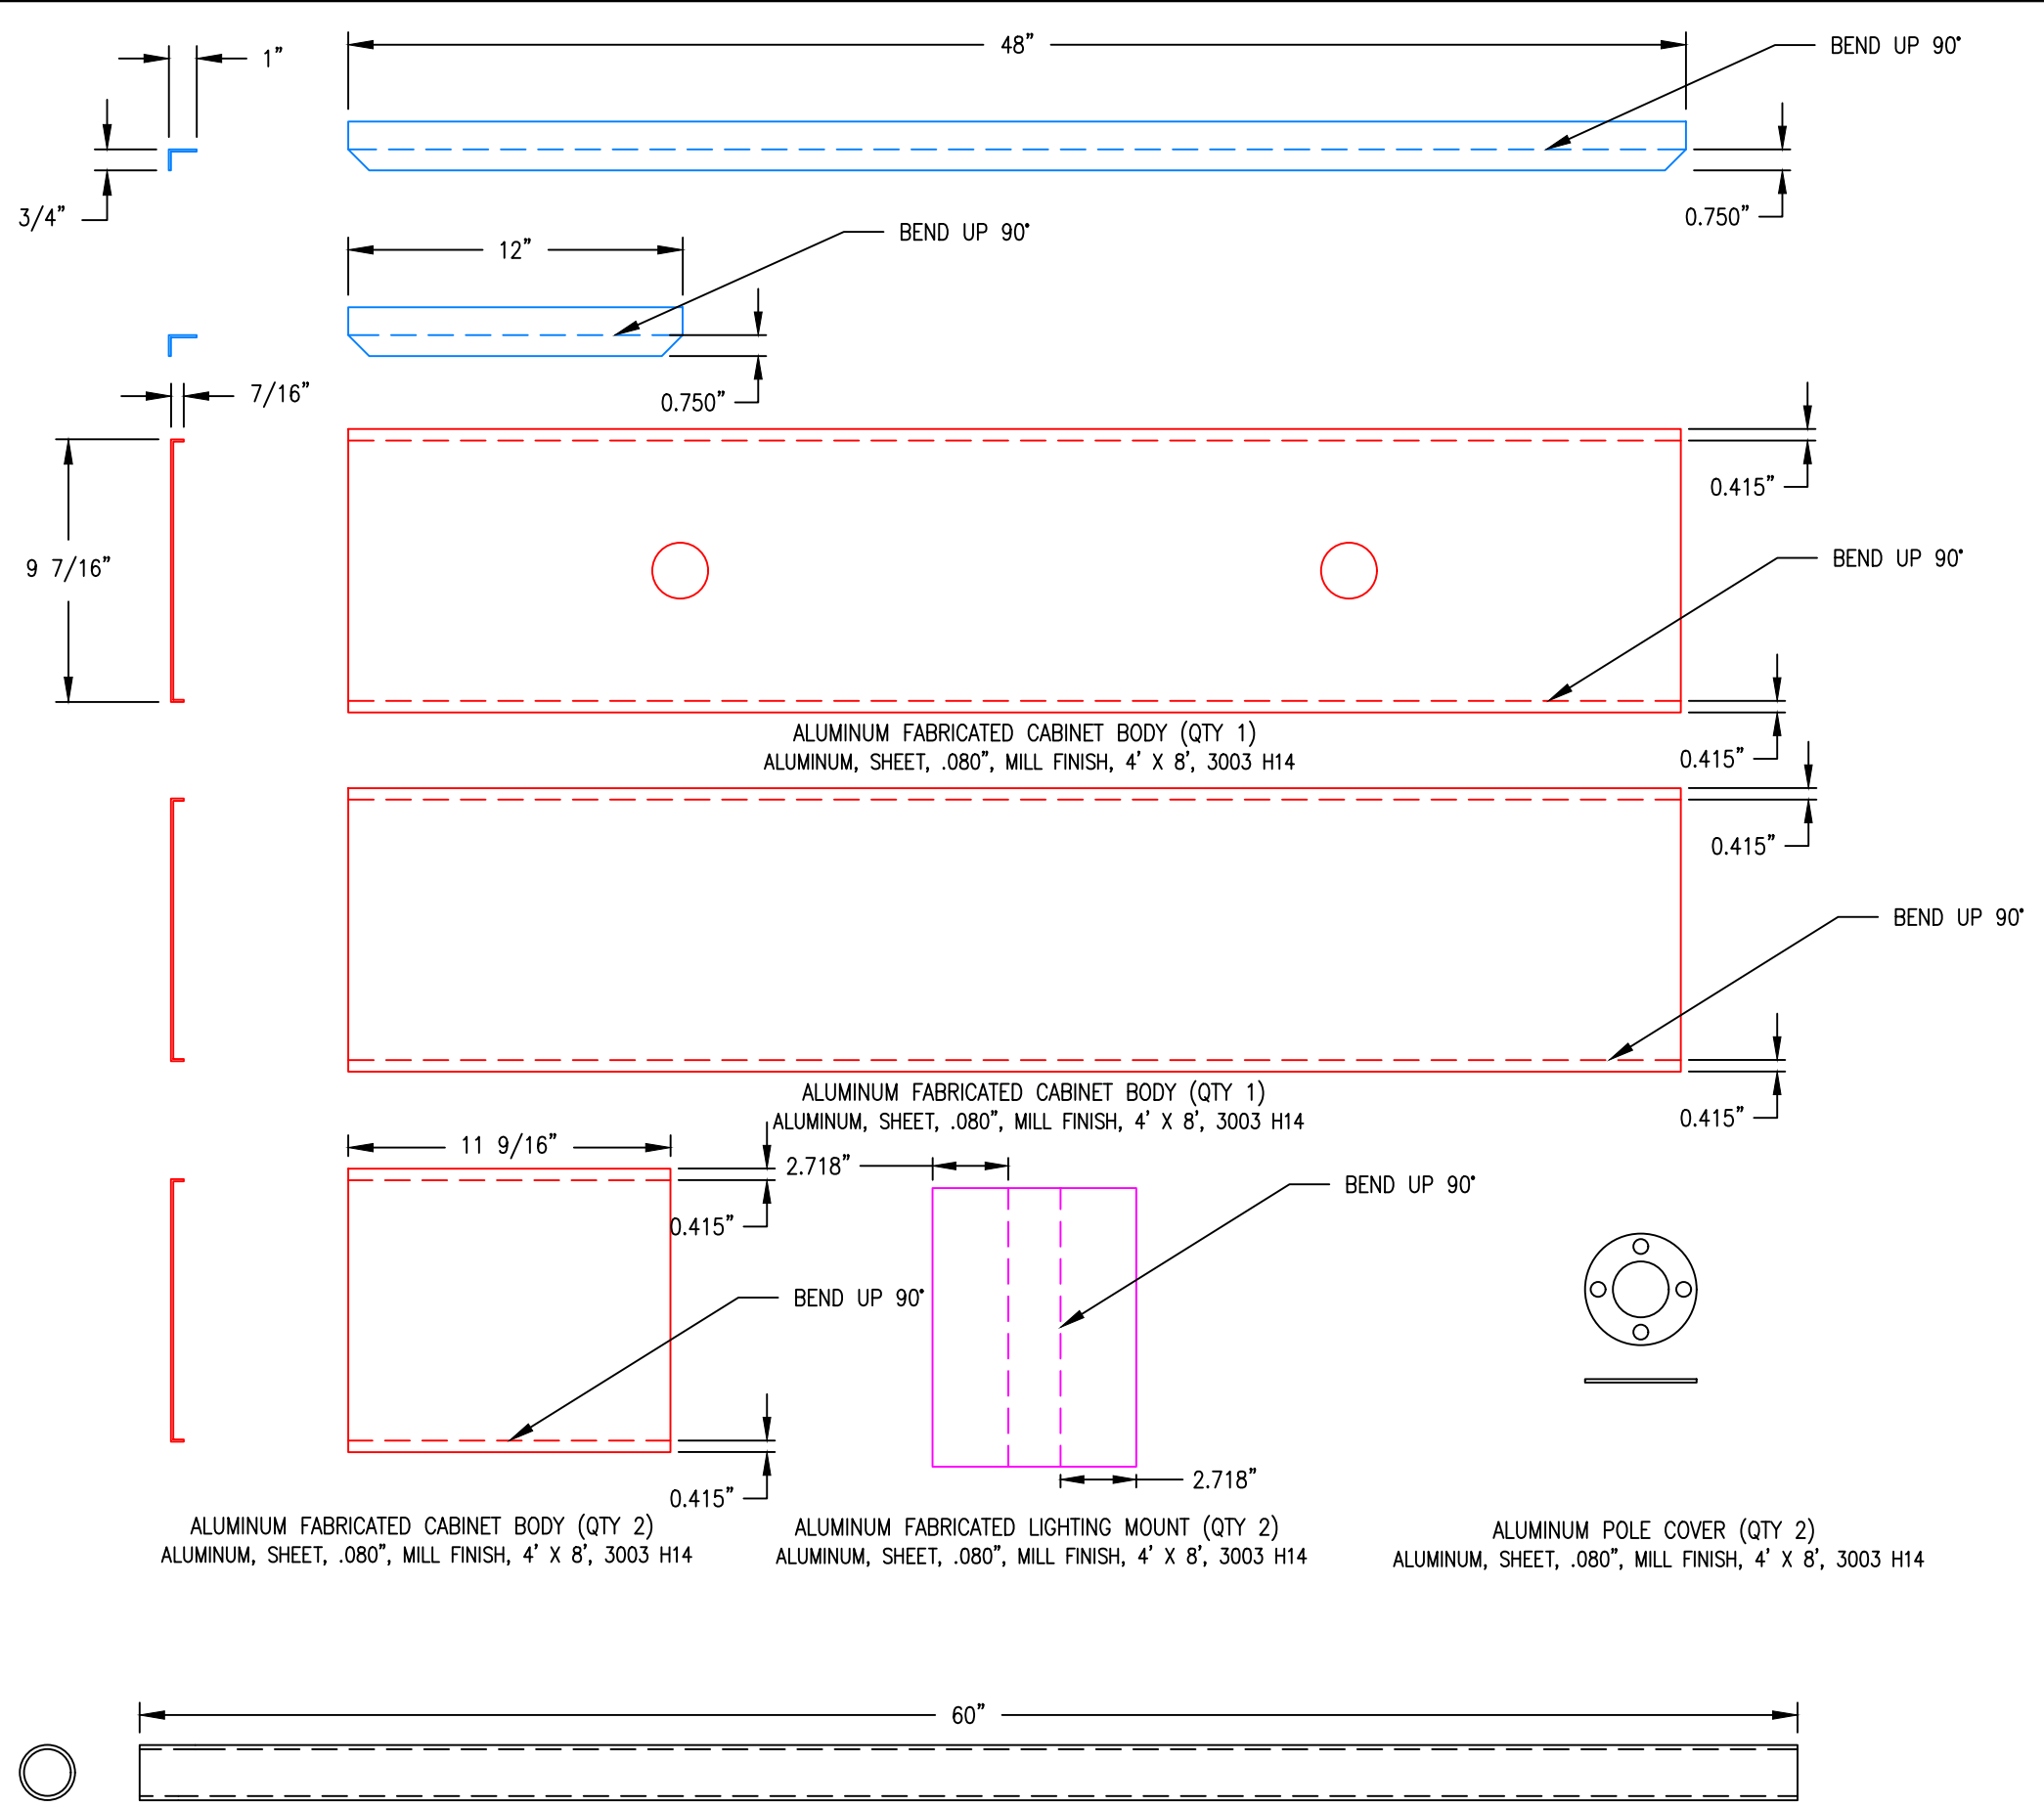 1”
48”
BEND UP 90°
3/4”
0.750”
12”
BEND UP 90°
7/16”
0.750”
9 7/16”
0.415”
BEND UP 90°
0.415”
ALUMINUM FABRICATED CABINET BODY (QTY 1)
ALUMINUM, SHEET, .080”, MILL FINISH, 4’ X 8’, 3003 H14
0.415”
BEND UP 90°
0.415”
ALUMINUM FABRICATED CABINET BODY (QTY 1)
ALUMINUM, SHEET, .080”, MILL FINISH, 4’ X 8’, 3003 H14
11 9/16”
2.718”
BEND UP 90°
0.415”
BEND UP 90°
2.718”
0.415”
ALUMINUM FABRICATED CABINET BODY (QTY 2)
ALUMINUM, SHEET, .080”, MILL FINISH, 4’ X 8’, 3003 H14
ALUMINUM FABRICATED LIGHTING MOUNT (QTY 2)
ALUMINUM, SHEET, .080”, MILL FINISH, 4’ X 8’, 3003 H14
ALUMINUM POLE COVER (QTY 2)
ALUMINUM, SHEET, .080”, MILL FINISH, 4’ X 8’, 3003 H14
60”